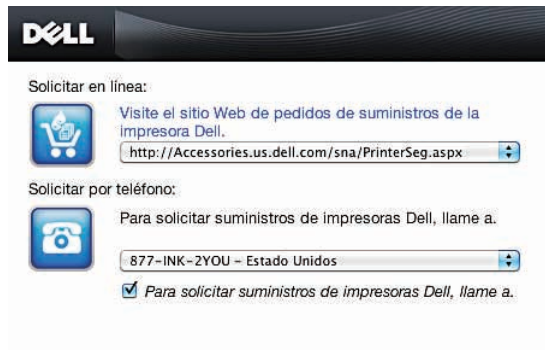 DELL
Solicitar en línea:
Visite el sitio Web de pedidos de suministros de la
impresora Dell.
http://Accessories.us.dell.com/sna/PrinterSeg.aspx
Solicitar por teléfono:
Para solicitar suministros de impresoras Dell, llame a.
877-INK-2YOU – Estado Unidos
Para solicitar suministros de impresoras Dell, llame a.